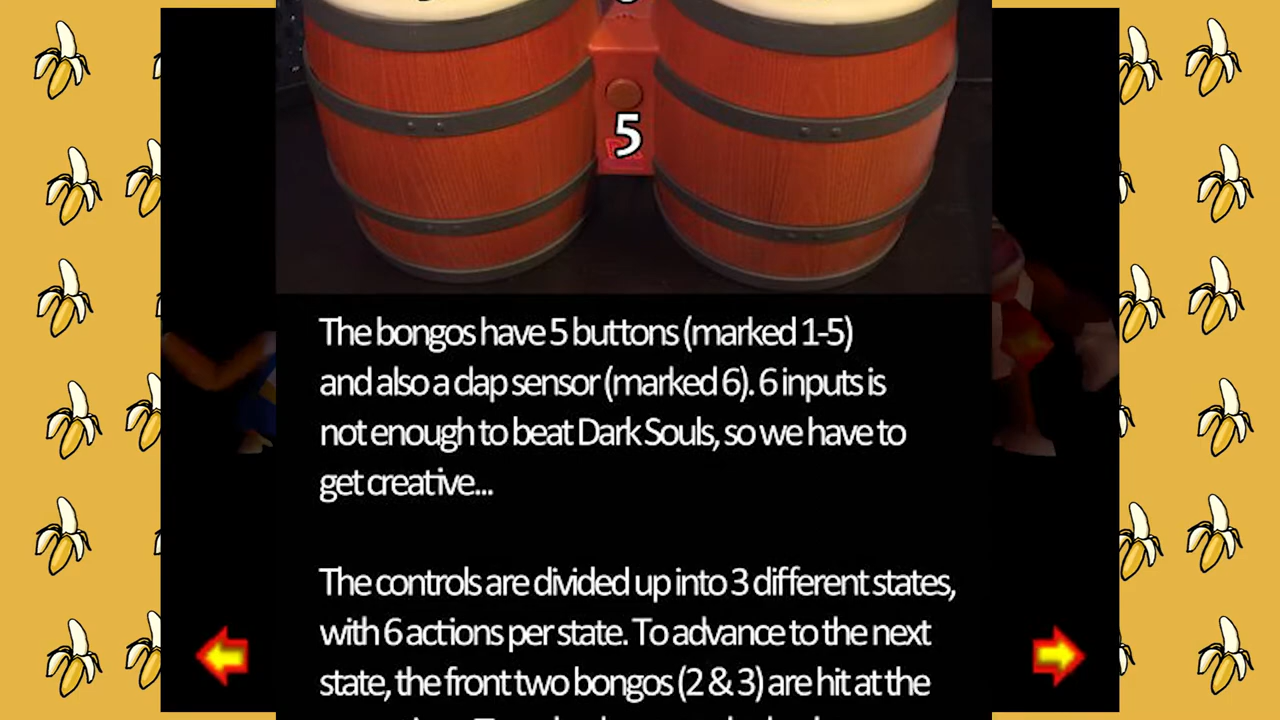 5
The bongos have 5 buttons (marked 1-5)
and also a clap sensor (marked 6). 6 inputs is
not enough to beat Dark Souls, so we have to
get creative...
The controls are divided up into 3 different states,
with 6 actions per state. To advance to the next
state, the front two bongos (2 & 3) are hit at the